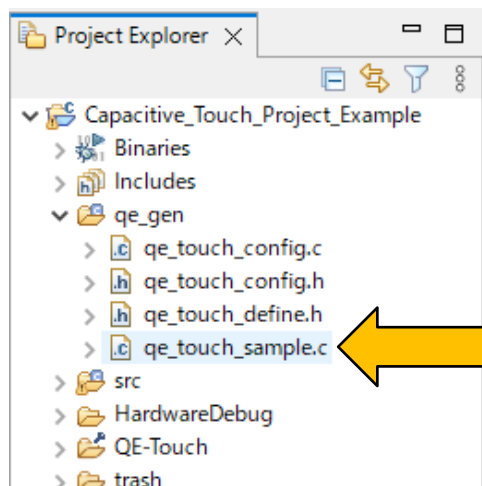 Project Explorer
Capacitive_Touch_Project_Example
Binaries
Includes
qe_gen
qe_touch_config.c
qe_touch_config.h
qe_touch_define.h
qe_touch_sample.c
src
HardwareDebug
QE-Touch
trash